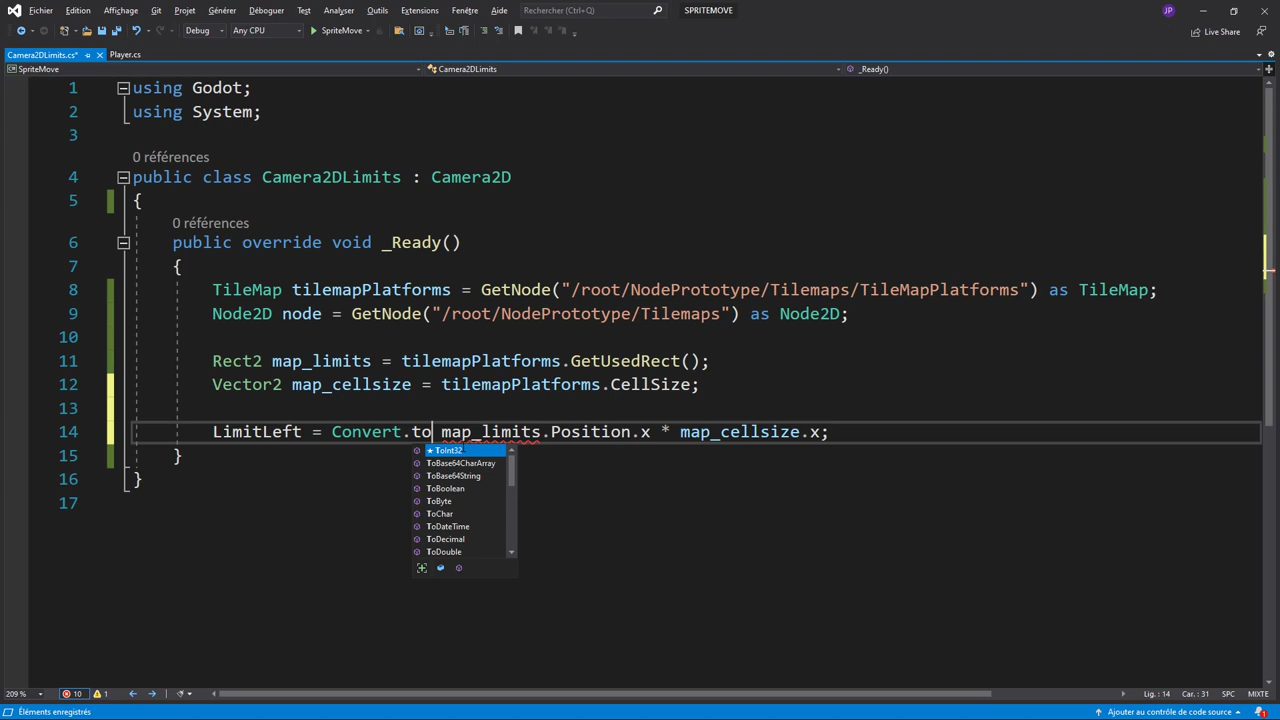 Fichier Edition Affichage Git Projet Générer Déboguer Test Analyser Outils Extensions Fenêtre Aide Rechercher (Ctrl+Q) SPRITEMOVE JP
Debug Any CPU SpriteMove Live Share
Camera2DLimits.cs* Player.cs
SpriteMove Camera2DLimits _Ready()
1 using Godot;
2 using System;
3
0 références
4 public class Camera2DLimits : Camera2D
5 {
0 références
6 public override void _Ready()
7 {
8 TileMap tilemapPlatforms = GetNode("/root/NodePrototype/Tilemaps/TileMapPlatforms") as TileMap;
9 Node2D node = GetNode("/root/NodePrototype/Tilemaps") as Node2D;
10
11 Rect2 map_limits = tilemapPlatforms.GetUsedRect();
12 Vector2 map_cellsize = tilemapPlatforms.CellSize;
13
14 LimitLeft = Convert.to map_limits.Position.x * map_cellsize.x;
★ ToInt32
15 }
ToBase64CharArray
ToBase64String
16 }
ToBoolean
ToByte
17
ToChar
ToDateTime
ToDecimal
ToDouble
209 % 10 1 Lig. : 14 Car. : 31 SPC MIXTE
Éléments enregistrés Ajouter au contrôle de code source 1